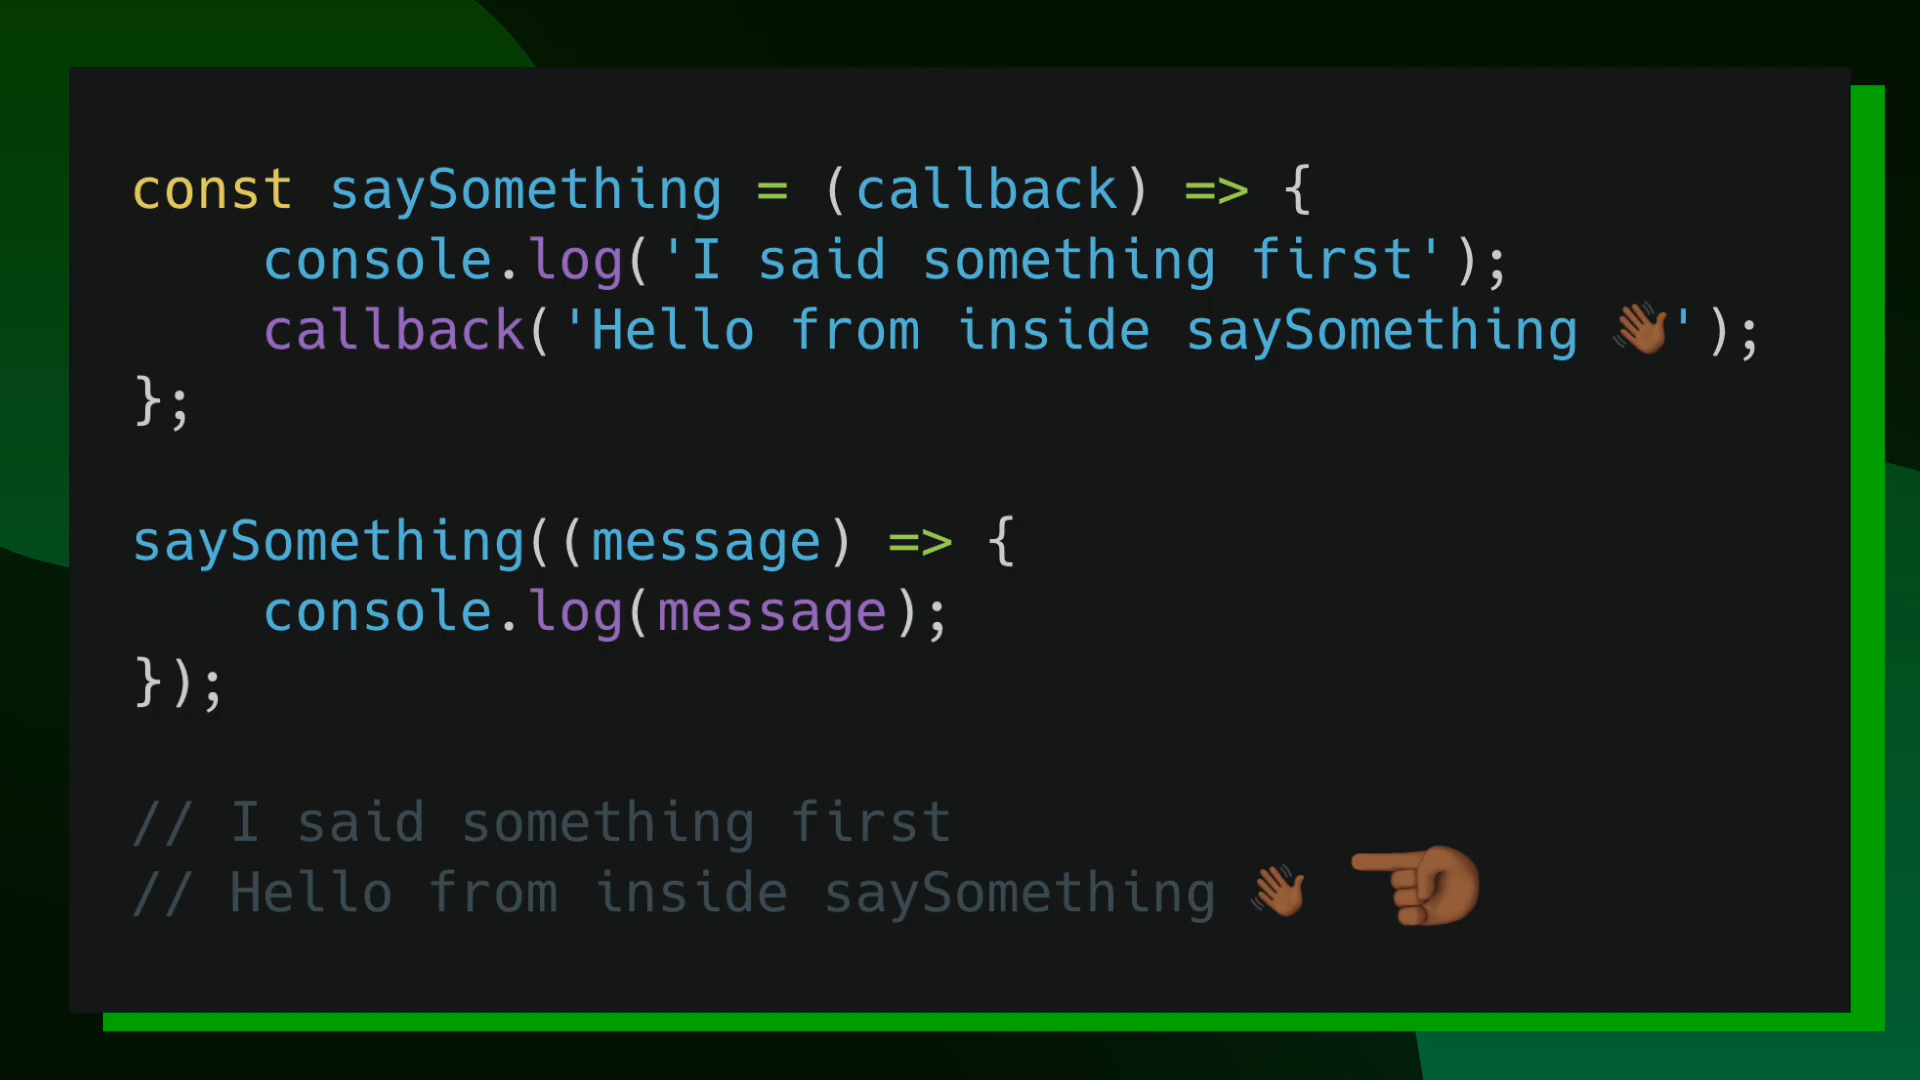 const saySomething = (callback) => {
    console.log('I said something first');
    callback('Hello from inside saySomething 👋🏾');
};
saySomething((message) => {
    console.log(message);
});
// I said something first
// Hello from inside saySomething 👋🏾 👈🏾